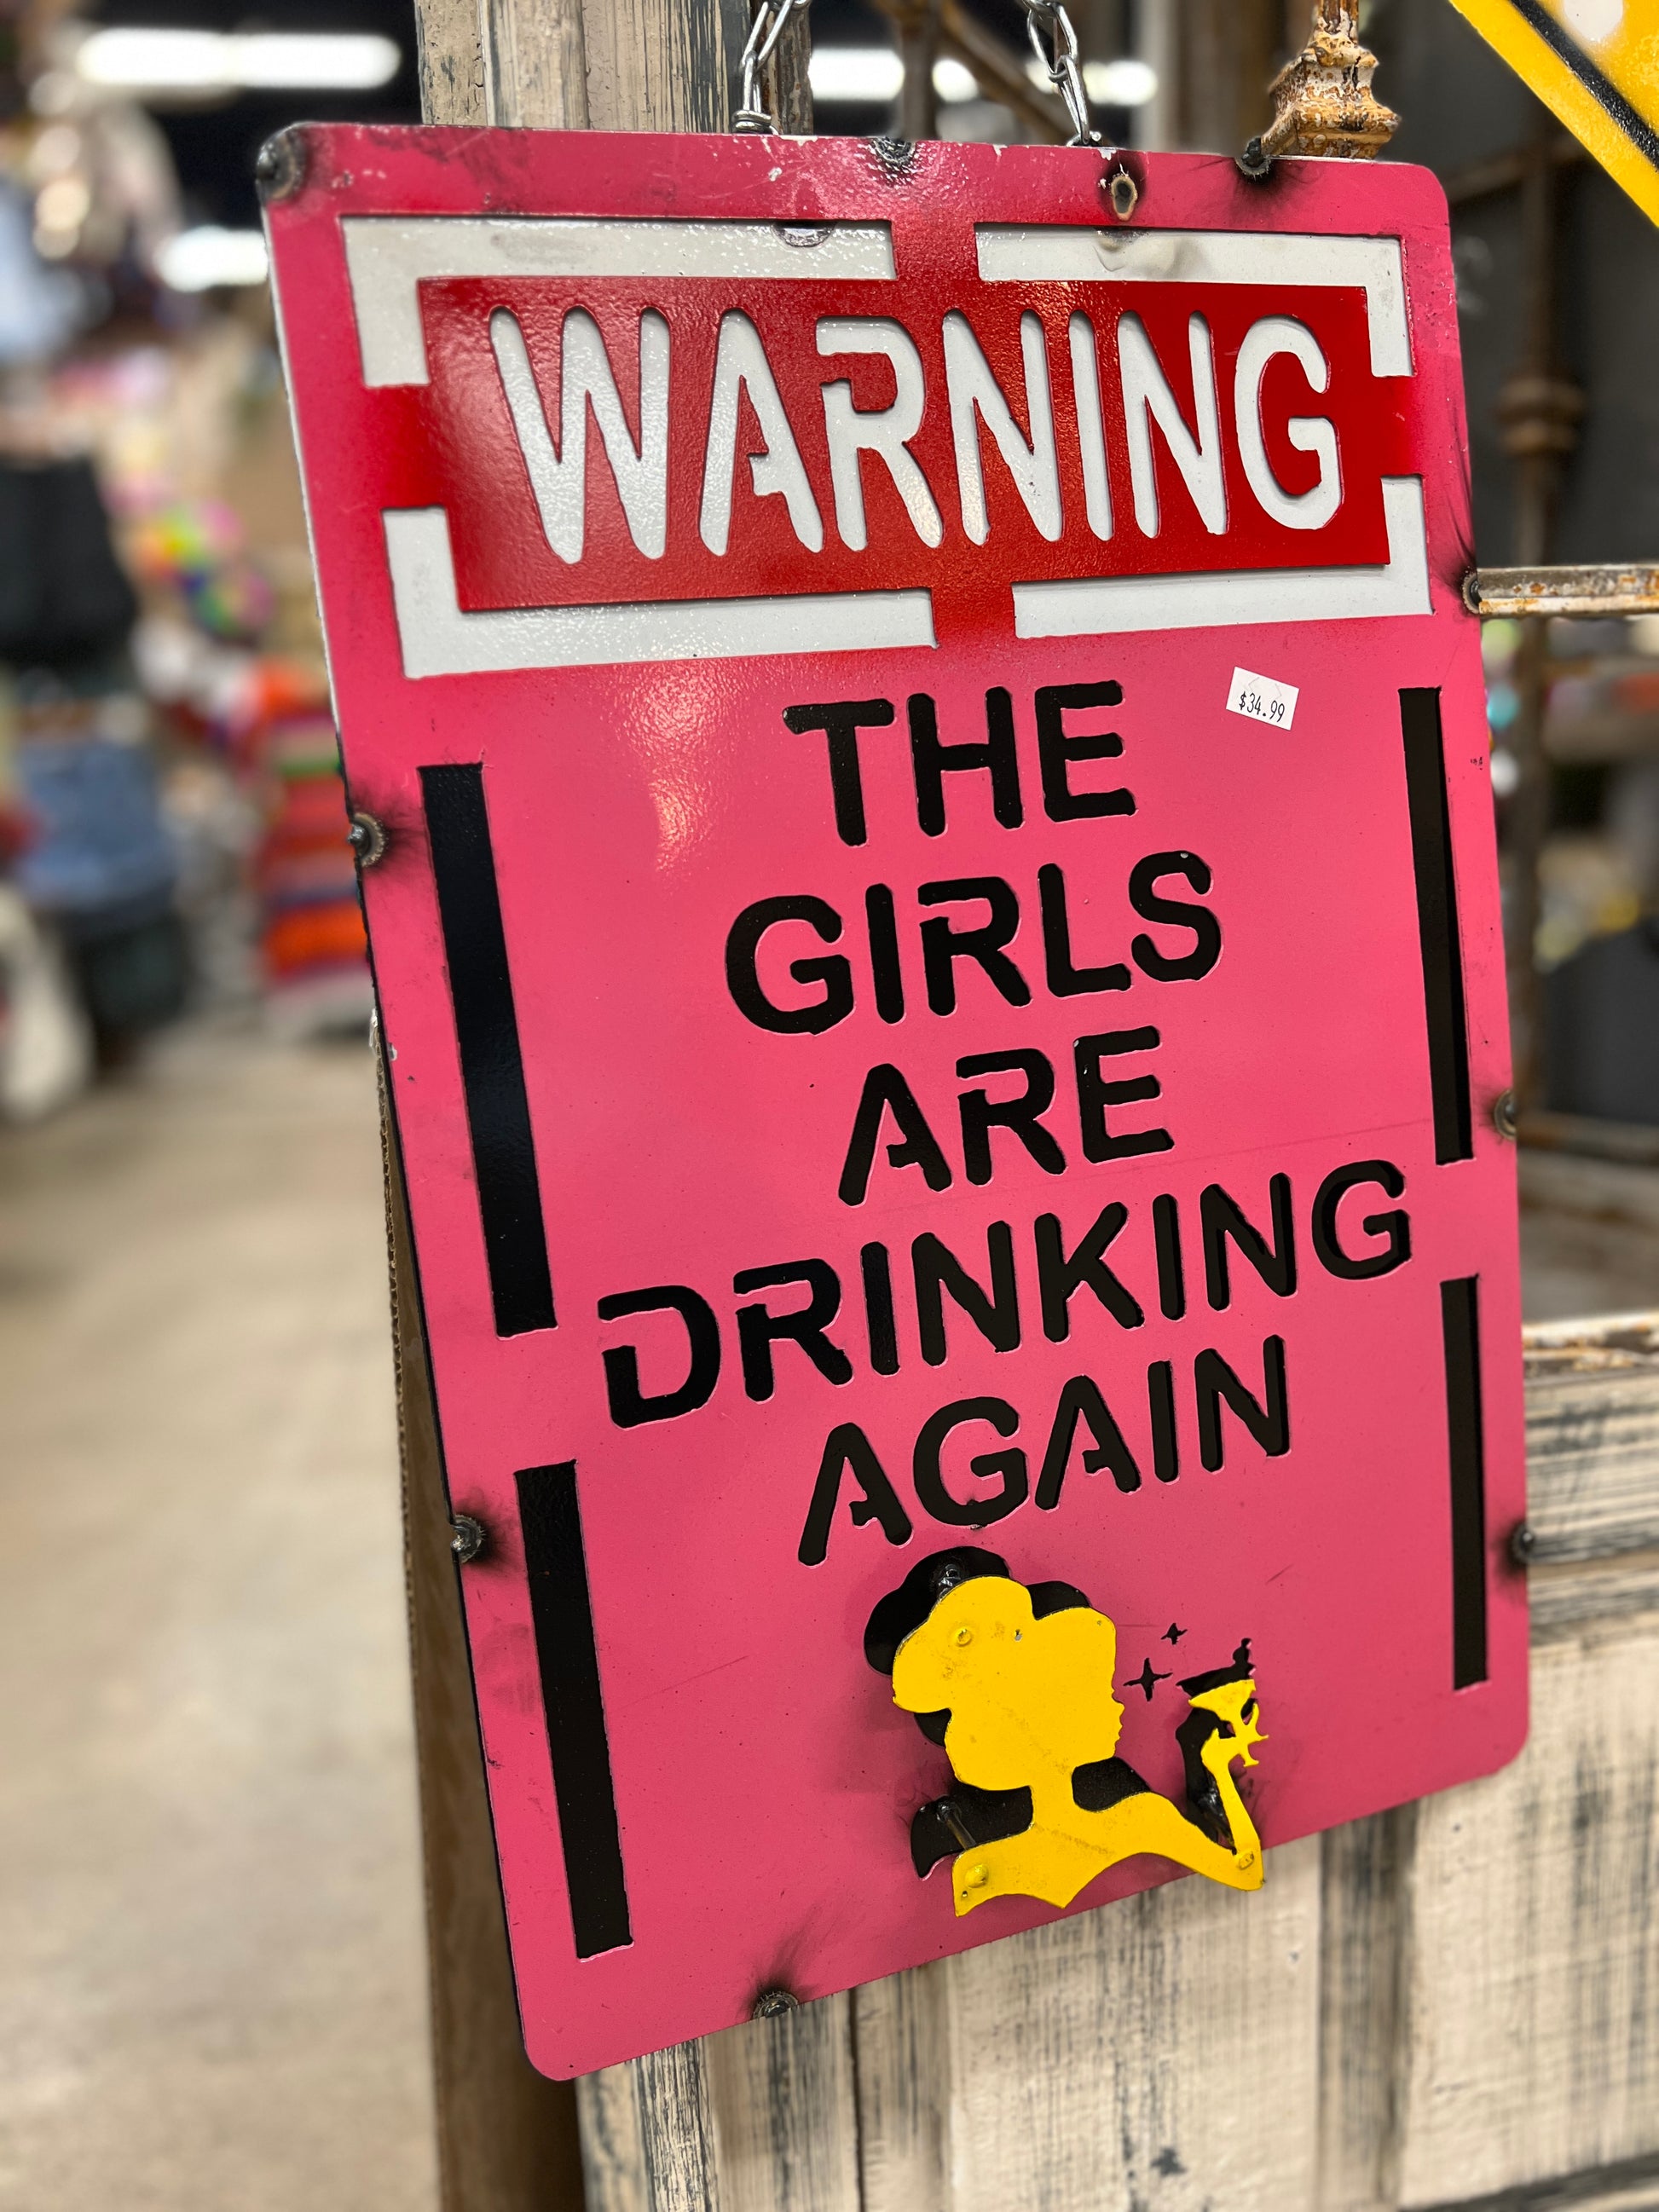 WARNING
$34.99
THE
GIRLS
ARE
DRINKING
AGAIN